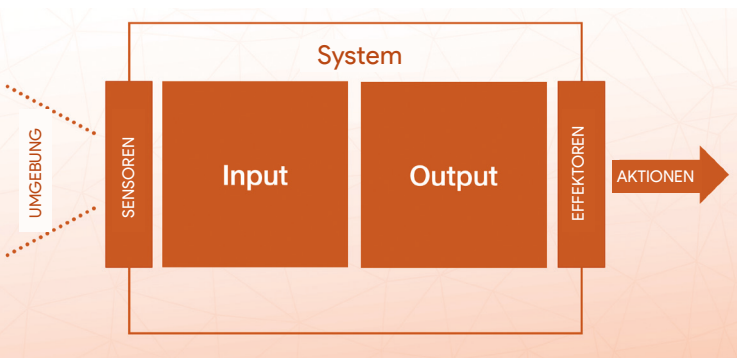 System
UMGEBUNG
SENSOREN
Input
Output
EFFEKTOREN
AKTIONEN